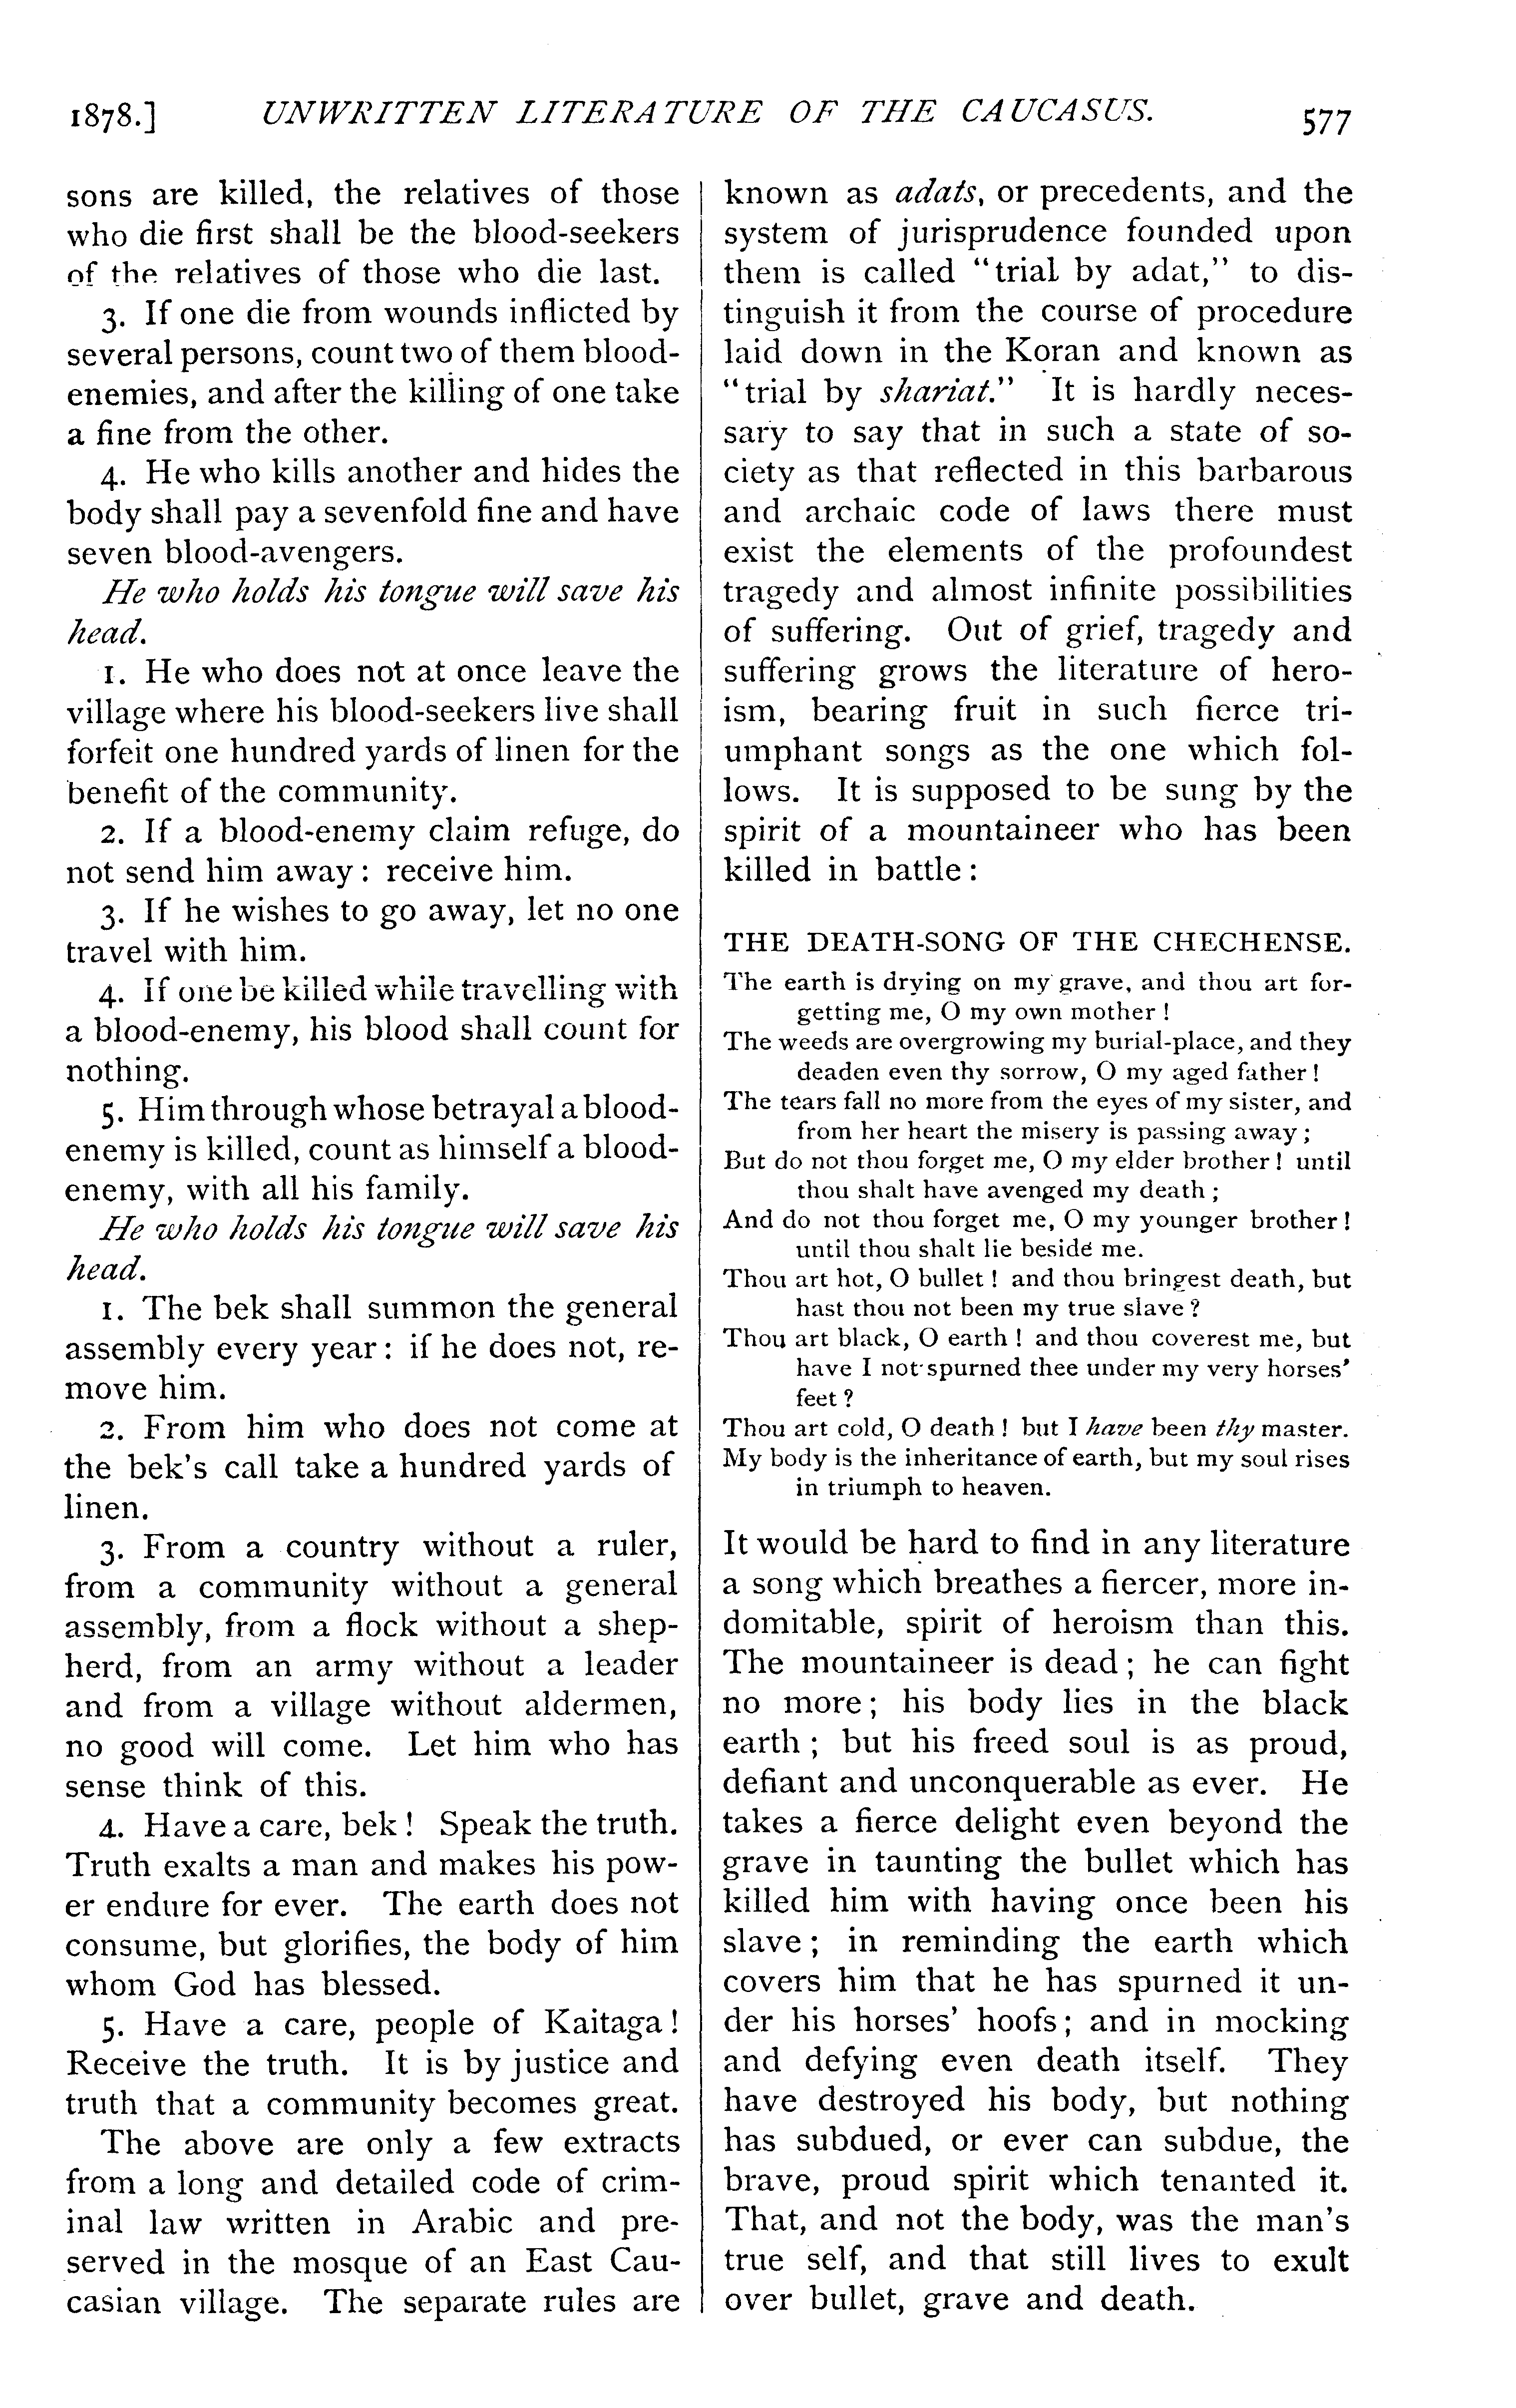 1878.] UNWRITTEN LITERATURE OF THE CAUCASUS. 577
sons are killed, the relatives of those
who die first shall be the blood-seekers
of the relatives of those who die last.
3. If one die from wounds inflicted by
several persons, count two of them blood-
enemies, and after the killing of one take
a fine from the other.
4. He who kills another and hides the
body shall pay a sevenfold fine and have
seven blood-avengers.
He who holds his tongue will save his
head.
1. He who does not at once leave the
village where his blood-seekers live shall
forfeit one hundred yards of linen for the
benefit of the community.
2. If a blood-enemy claim refuge, do
not send him away: receive him.
3. If he wishes to go away, let no one
travel with him.
4. If one be killed while travelling with
a blood-enemy, his blood shall count for
nothing.
5. Him through whose betrayal a blood-
enemy is killed, count as himself a blood-
enemy, with all his family.
He who holds his tongue will save his
head.
1. The bek shall summon the general
assembly every year: if he does not, re-
move him.
2. From him who does not come at
the bek's call take a hundred yards of
linen.
3. From a country without a ruler,
from a community without a general
assembly, from a flock without a shep-
herd, from an army without a leader
and from a village without aldermen,
no good will come. Let him who has
sense think of this.
4. Have a care, bek! Speak the truth.
Truth exalts a man and makes his pow-
er endure for ever. The earth does not
consume, but glorifies, the body of him
whom God has blessed.
5. Have a care, people of Kaitaga!
Receive the truth. It is by justice and
truth that a community becomes great.
The above are only a few extracts
from a long and detailed code of crim-
inal law written in Arabic and pre-
served in the mosque of an East Cau-
casian village. The separate rules are
known as adats, or precedents, and the
system of jurisprudence founded upon
them is called "trial by adat," to dis-
tinguish it from the course of procedure
laid down in the Koran and known as
"trial by shariat." It is hardly neces-
sary to say that in such a state of so-
ciety as that reflected in this barbarous
and archaic code of laws there must
exist the elements of the profoundest
tragedy and almost infinite possibilities
of suffering. Out of grief, tragedy and
suffering grows the literature of hero-
ism, bearing fruit in such fierce tri-
umphant songs as the one which fol-
lows. It is supposed to be sung by the
spirit of a mountaineer who has been
killed in battle:
THE DEATH-SONG OF THE CHECHENSE.
The earth is drying on my grave, and thou art for-
getting me, O my own mother!
The weeds are overgrowing my burial-place, and they
deaden even thy sorrow, O my aged father!
The tears fall no more from the eyes of my sister, and
from her heart the misery is passing away;
But do not thou forget me, O my elder brother! until
thou shalt have avenged my death;
And do not thou forget me, O my younger brother!
until thou shalt lie beside me.
Thou art hot, O bullet! and thou bringest death, but
hast thou not been my true slave?
Thou art black, O earth! and thou coverest me, but
have I not spurned thee under my very horses'
feet?
Thou art cold, O death! but I have been thy master.
My body is the inheritance of earth, but my soul rises
in triumph to heaven.
It would be hard to find in any literature
a song which breathes a fiercer, more in-
domitable, spirit of heroism than this.
The mountaineer is dead; he can fight
no more; his body lies in the black
earth; but his freed soul is as proud,
defiant and unconquerable as ever. He
takes a fierce delight even beyond the
grave in taunting the bullet which has
killed him with having once been his
slave; in reminding the earth which
covers him that he has spurned it un-
der his horses' hoofs; and in mocking
and defying even death itself. They
have destroyed his body, but nothing
has subdued, or ever can subdue, the
brave, proud spirit which tenanted it.
That, and not the body, was the man's
true self, and that still lives to exult
over bullet, grave and death.